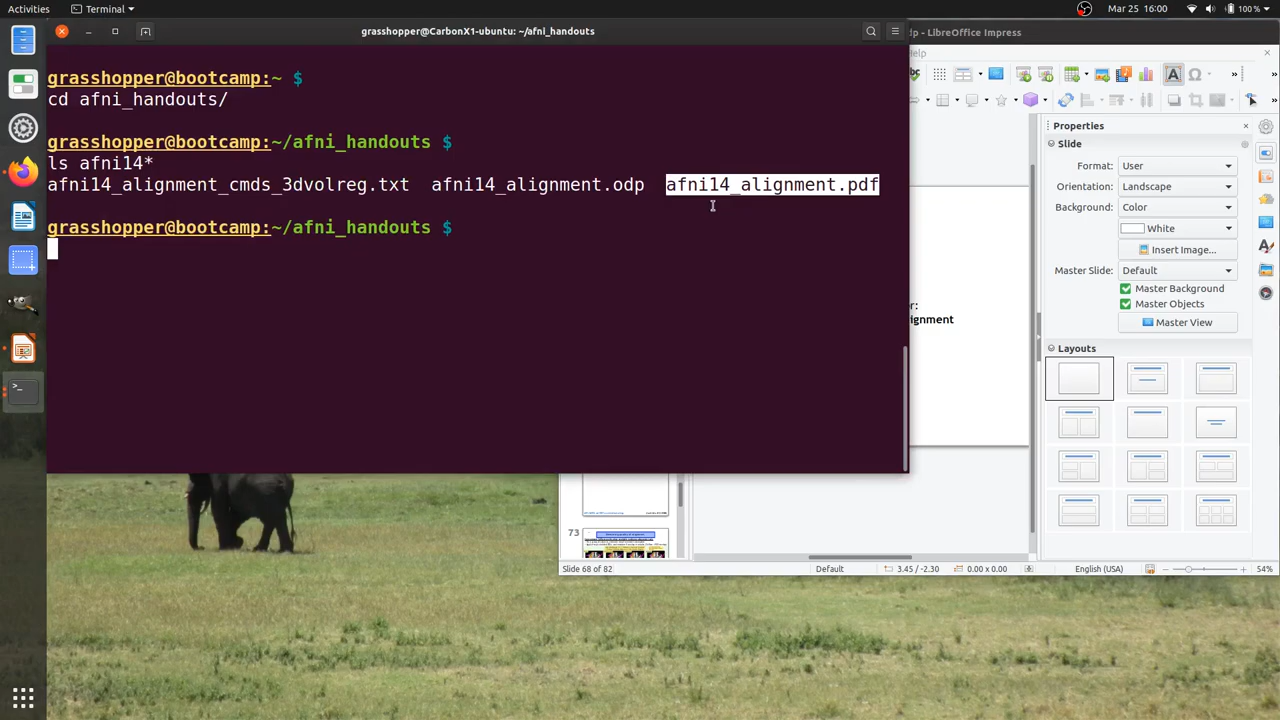 Activities
Terminal
Mar 25 16:00
100 %
grasshopper@CarbonX1-ubuntu: ~/afni_handouts
p - LibreOffice Impress
grasshopper@bootcamp:~ $
cd afni_handouts/
grasshopper@bootcamp:~/afni_handouts $
ls afni14*
afni14_alignment_cmds_3dvolreg.txt afni14_alignment.odp afni14_alignment.pdf
grasshopper@bootcamp:~/afni_handouts $
elp
r:
ignment
Properties
Slide
Format: User
Orientation: Landscape
Background: Color
White
Insert Image...
Master Slide: Default
Master Background
Master Objects
Master View
Layouts
73
Slide 68 of 82
Default
3.45 / -2.30
0.00 x 0.00
English (USA)
54%